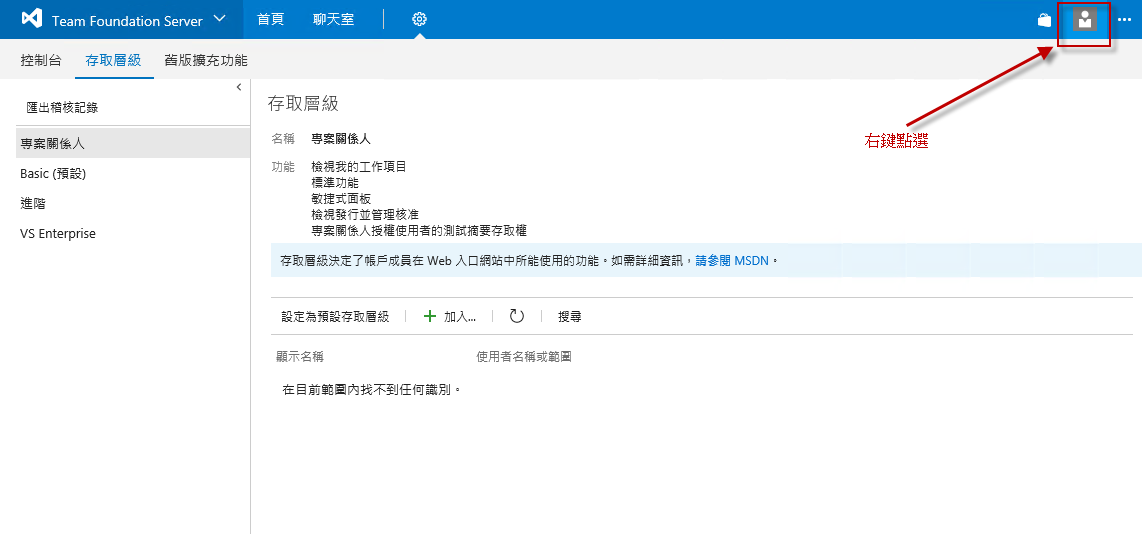 Team Foundation Server 首頁 聊天室
控制台 存取層級 舊版擴充功能
右鍵點選
匯出稽核記錄
專案關係人
Basic (預設)
進階
VS Enterprise
存取層級
名稱 專案關係人
功能 檢視我的工作項目
標準功能
敏捷式面板
檢視發行並管理核准
專案關係人授權使用者的測試摘要存取權
存取層級決定了帳戶成員在 Web 入口網站中所能使用的功能。如需詳細資訊，請參閱 MSDN。
設定為預設存取層級 加入... 搜尋
顯示名稱 使用者名稱或範圍
在目前範圍內找不到任何識別。